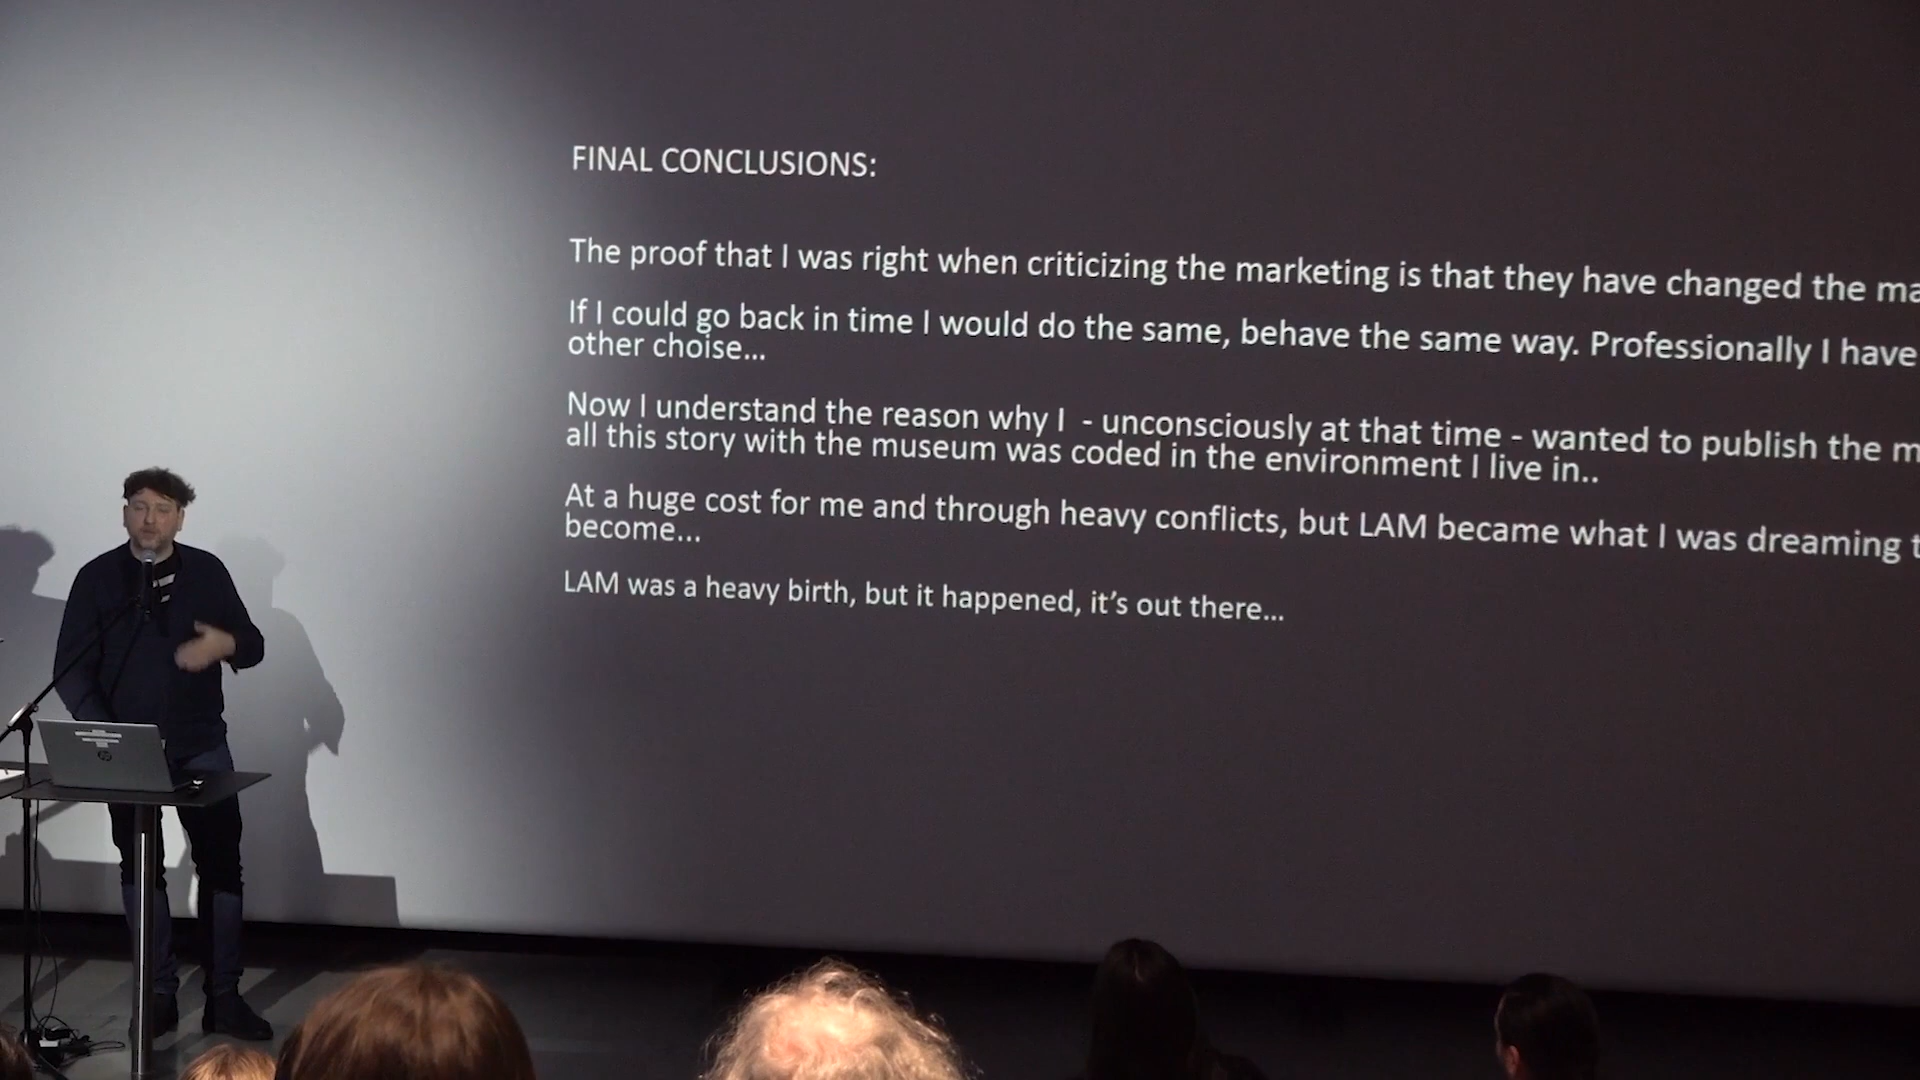 FINAL CONCLUSIONS:
The proof that I was right when criticizing the marketing is that they have changed the
If I could go back in time I would do the same, behave the same way. Professionally I have
other choise...
Now I understand the reason why I - unconsciously at that time - wanted to publish the
all this story with the museum was coded in the environment I live in..
At a huge cost for me and through heavy conflicts, but LAM became what I was dreaming
become...
LAM was a heavy birth, but it happened, it's out there...